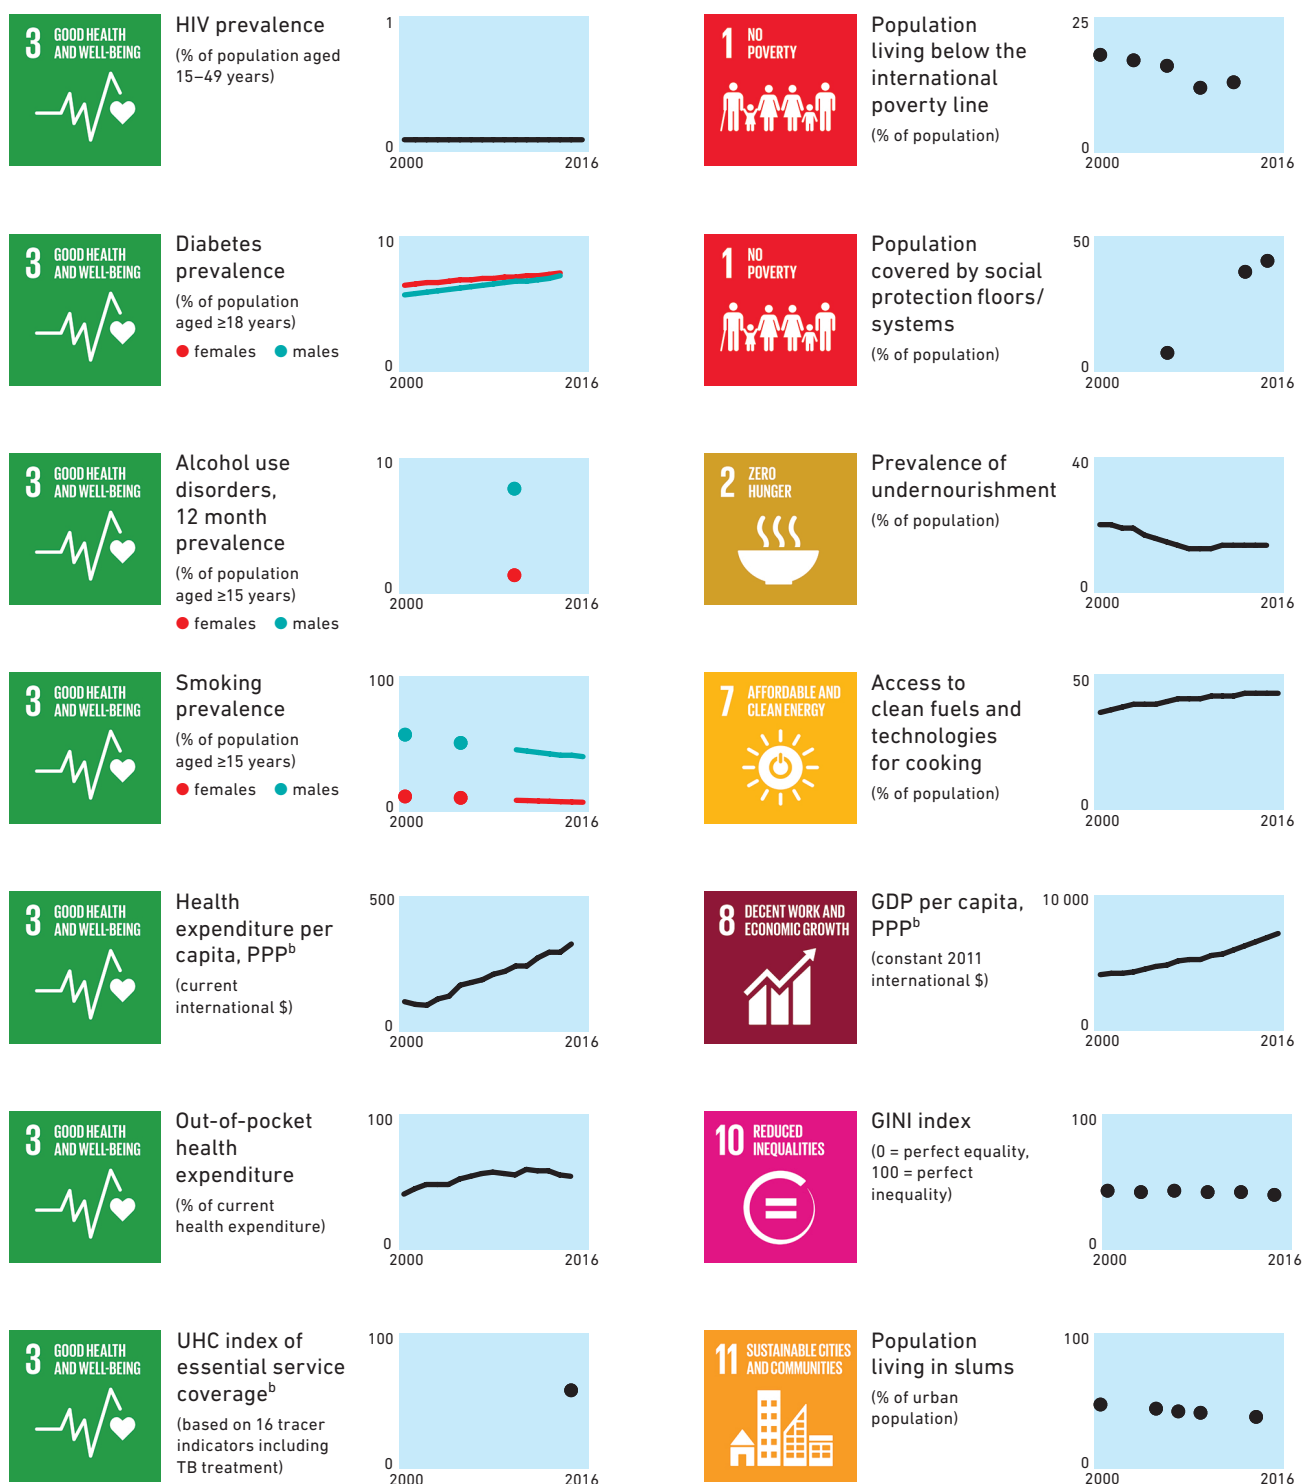 3 GOOD HEALTH
AND WELL-BEING
HIV prevalence
(% of population aged
15–49 years)
1
0
2000
2016
3 GOOD HEALTH
AND WELL-BEING
Diabetes
prevalence
(% of population
aged ≥18 years)
females males
10
0
2000
2016
3 GOOD HEALTH
AND WELL-BEING
Alcohol use
disorders,
12 month
prevalence
(% of population
aged ≥15 years)
females males
10
0
2000
2016
3 GOOD HEALTH
AND WELL-BEING
Smoking
prevalence
(% of population
aged ≥15 years)
females males
100
0
2000
2016
3 GOOD HEALTH
AND WELL-BEING
Health
expenditure per
capita, PPPb
(current
international $)
500
0
2000
2016
3 GOOD HEALTH
AND WELL-BEING
Out-of-pocket
health
expenditure
(% of current
health expenditure)
100
0
2000
2016
3 GOOD HEALTH
AND WELL-BEING
UHC index of
essential service
coverageb
(based on 16 tracer
indicators including
TB treatment)
100
0
2000
2016
1 NO
POVERTY
Population
living below the
international
poverty line
(% of population)
25
0
2000
2016
1 NO
POVERTY
Population
covered by social
protection floors/
systems
(% of population)
50
0
2000
2016
2 ZERO
HUNGER
Prevalence of
undernourishment
(% of population)
40
0
2000
2016
7 AFFORDABLE AND
CLEAN ENERGY
Access to
clean fuels and
technologies
for cooking
(% of population)
50
0
2000
2016
8 DECENT WORK AND
ECONOMIC GROWTH
GDP per capita,
PPPb
(constant 2011
international $)
10 000
0
2000
2016
10 REDUCED
INEQUALITIES
GINI index
(0 = perfect equality,
100 = perfect
inequality)
100
0
2000
2016
11 SUSTAINABLE CITIES
AND COMMUNITIES
Population
living in slums
(% of urban
population)
100
0
2000
2016